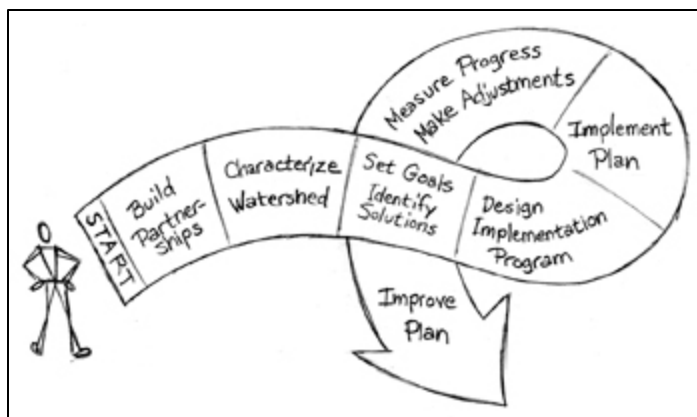 START
Build
Partner-
ships
Characterize
Watershed
Set Goals
Identify
Solutions
Design
Implementation
Program
Implement
Plan
Measure Progress
Make Adjustments
Improve
Plan